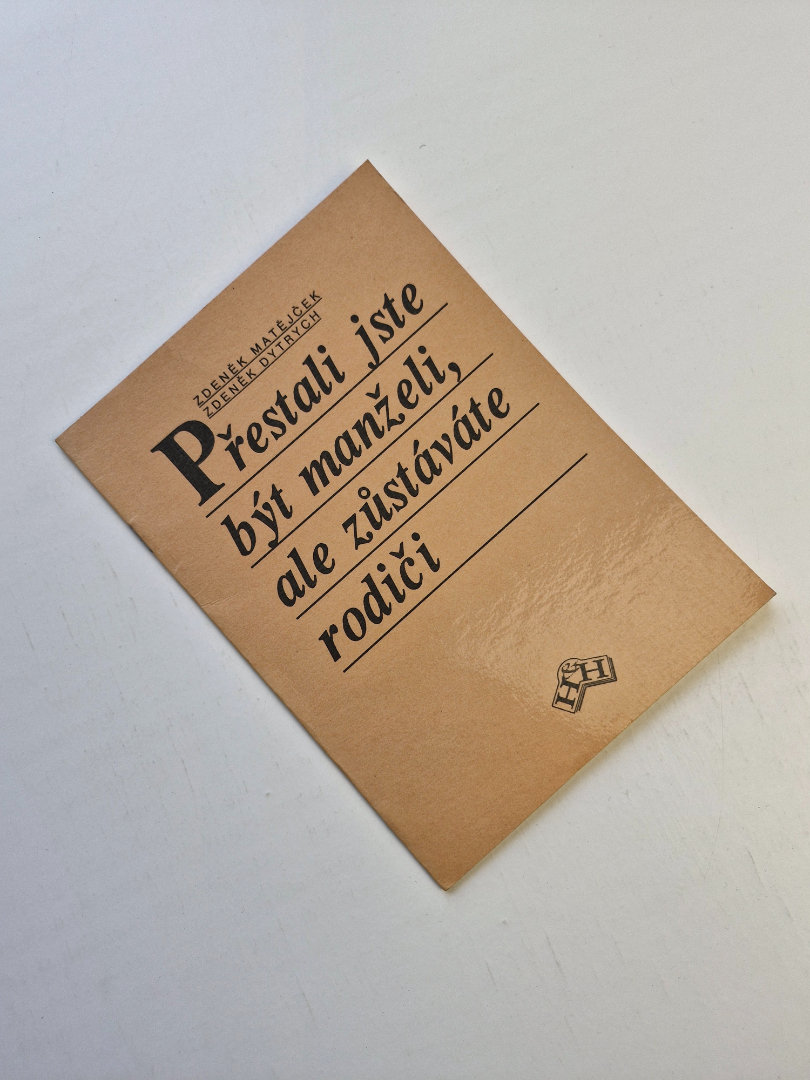 ZDENĚK MATĚJČEK
ZDENĚK DYTRYCH
Přestali jste
být manželi,
ale zůstáváte
rodiči
H&H